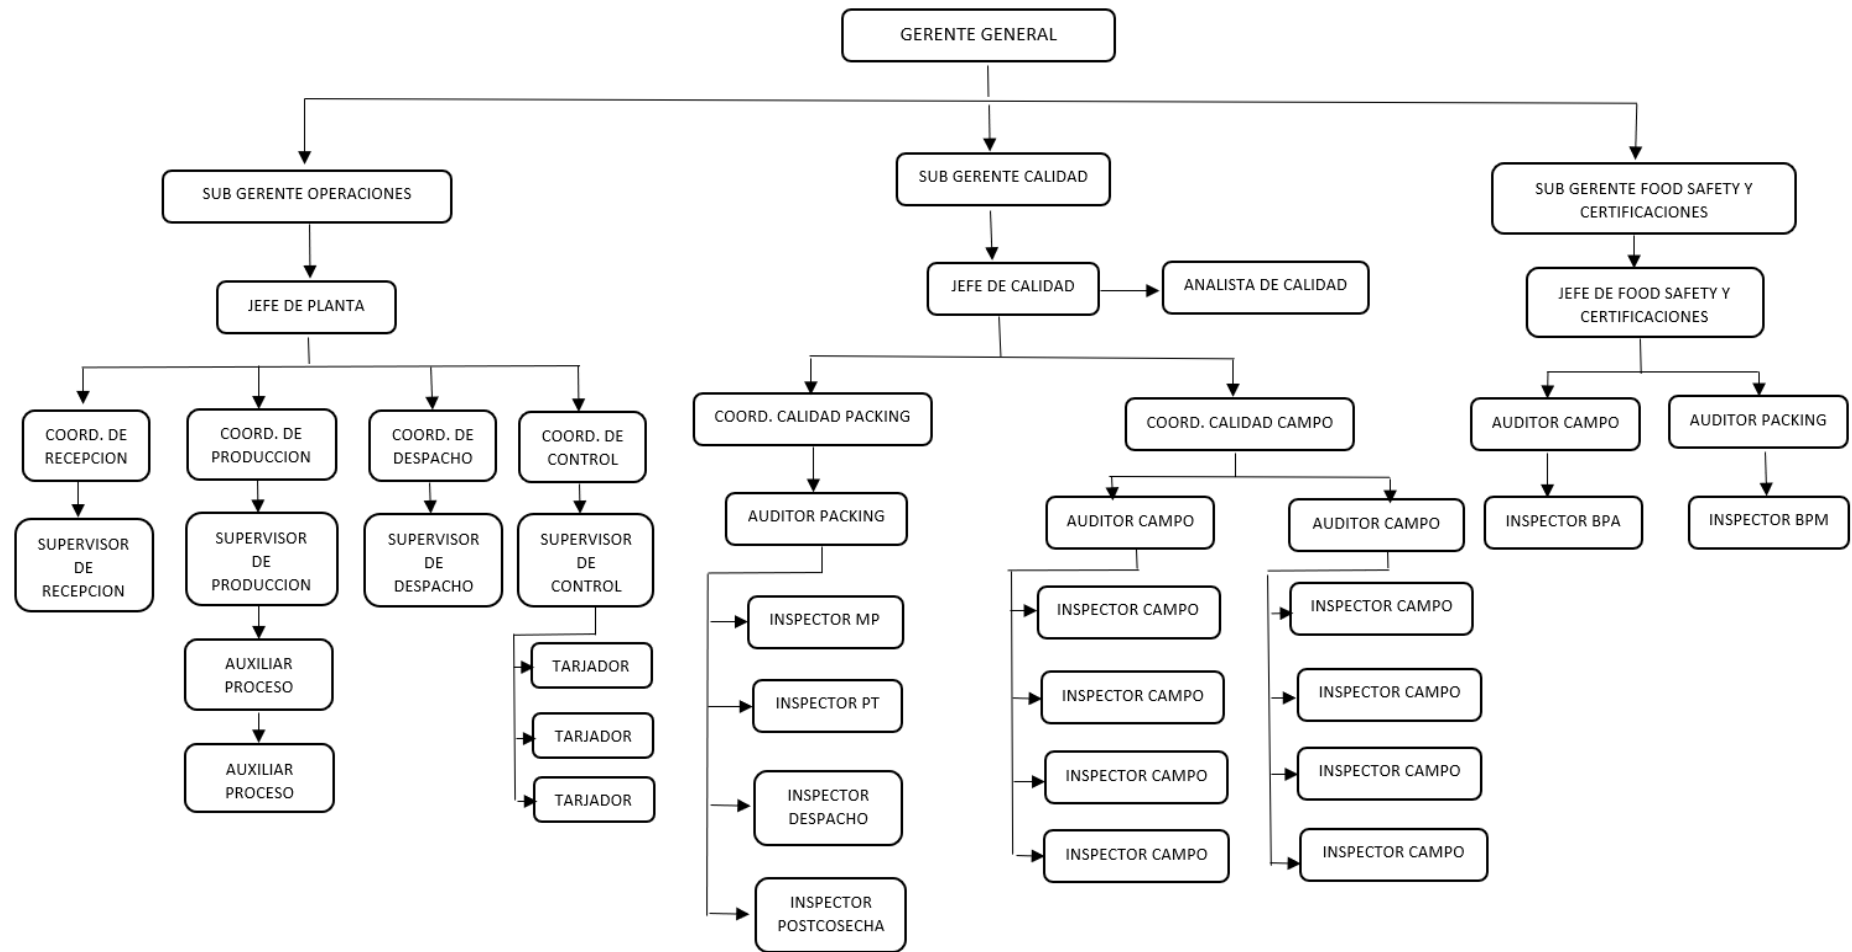 GERENTE GENERAL
SUB GERENTE OPERACIONES
SUB GERENTE CALIDAD
SUB GERENTE FOOD SAFETY Y
CERTIFICACIONES
JEFE DE PLANTA
JEFE DE CALIDAD
ANALISTA DE CALIDAD
JEFE DE FOOD SAFETY Y
CERTIFICACIONES
COORD. DE
RECEPCION
COORD. DE
PRODUCCION
COORD. DE
DESPACHO
COORD. DE
CONTROL
COORD. CALIDAD PACKING
COORD. CALIDAD CAMPO
AUDITOR CAMPO
AUDITOR PACKING
SUPERVISOR
DE
RECEPCION
SUPERVISOR
DE
PRODUCCION
SUPERVISOR
DE
DESPACHO
SUPERVISOR
DE
CONTROL
AUDITOR PACKING
AUDITOR CAMPO
AUDITOR CAMPO
INSPECTOR BPA
INSPECTOR BPM
AUXILIAR
PROCESO
AUXILIAR
PROCESO
TARJADOR
TARJADOR
TARJADOR
INSPECTOR MP
INSPECTOR PT
INSPECTOR
DESPACHO
INSPECTOR
POSTCOSECHA
INSPECTOR CAMPO
INSPECTOR CAMPO
INSPECTOR CAMPO
INSPECTOR CAMPO
INSPECTOR CAMPO
INSPECTOR CAMPO
INSPECTOR CAMPO
INSPECTOR CAMPO